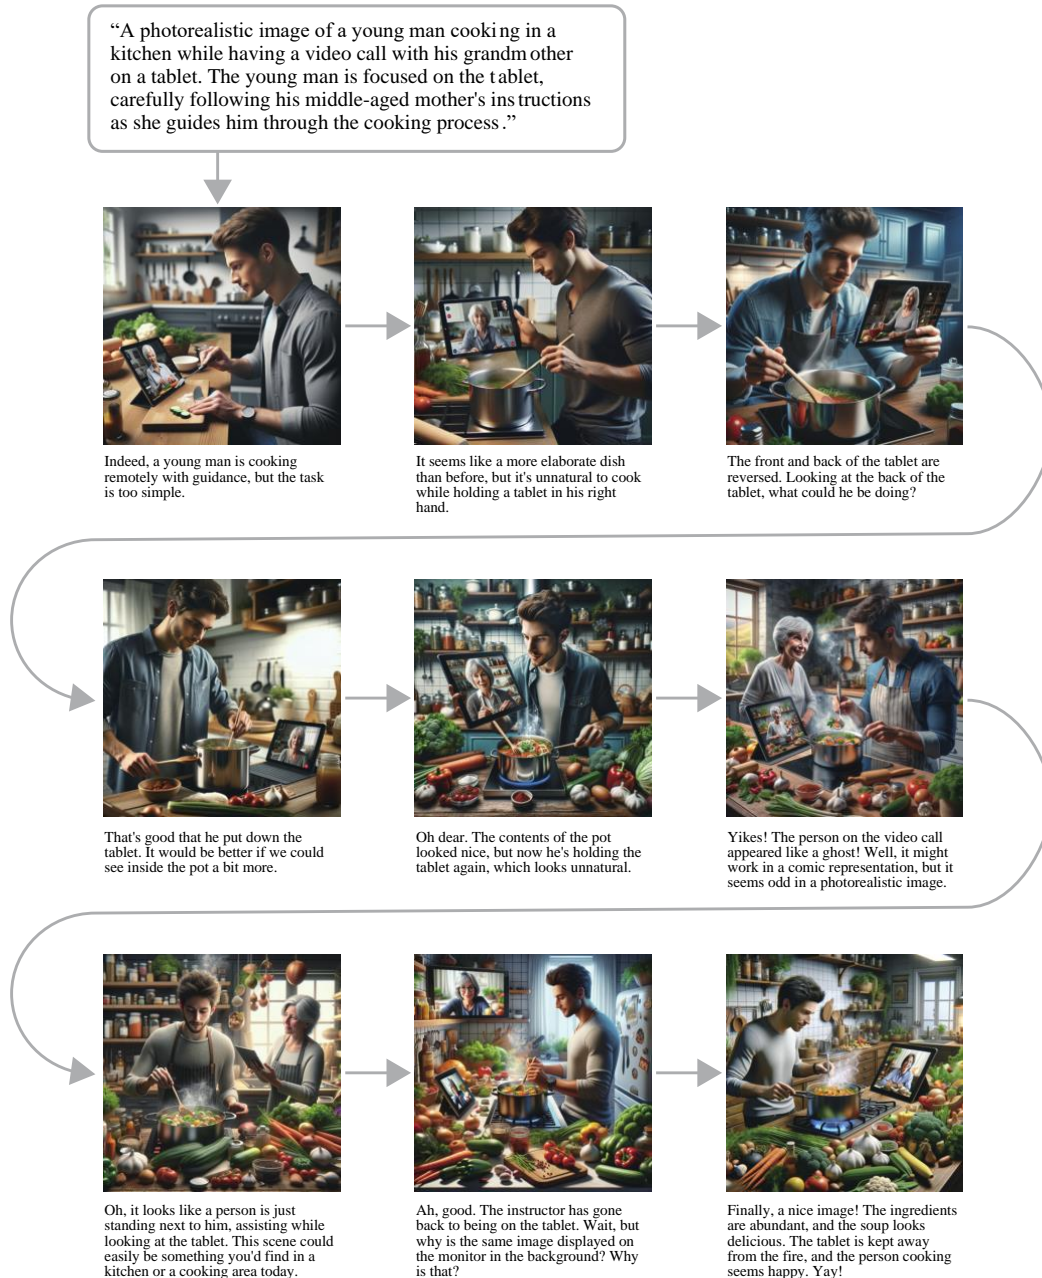 “A photorealistic image of a young man cooking in a
kitchen while having a video call with his grandmother
on a tablet. The young man is focused on the tablet,
carefully following his middle-aged mother's instructions
as she guides him through the cooking process.”
Indeed, a young man is cooking
remotely with guidance, but the task
is too simple.
It seems like a more elaborate dish
than before, but it's unnatural to cook
while holding a tablet in his right
hand.
The front and back of the tablet are
reversed. Looking at the back of the
tablet, what could he be doing?
That's good that he put down the
tablet. It would be better if we could
see inside the pot a bit more.
Oh dear. The contents of the pot
looked nice, but now he's holding the
tablet again, which looks unnatural.
Yikes! The person on the video call
appeared like a ghost! Well, it might
work in a comic representation, but it
seems odd in a photorealistic image.
Oh, it looks like a person is just
standing next to him, assisting while
looking at the tablet. This scene could
easily be something you'd find in a
kitchen or a cooking area today.
Ah, good. The instructor has gone
back to being on the tablet. Wait, but
why is the same image displayed on
the monitor in the background? Why
is that?
Finally, a nice image! The ingredients
are abundant, and the soup looks
delicious. The tablet is kept away
from the fire, and the person cooking
seems happy. Yay!